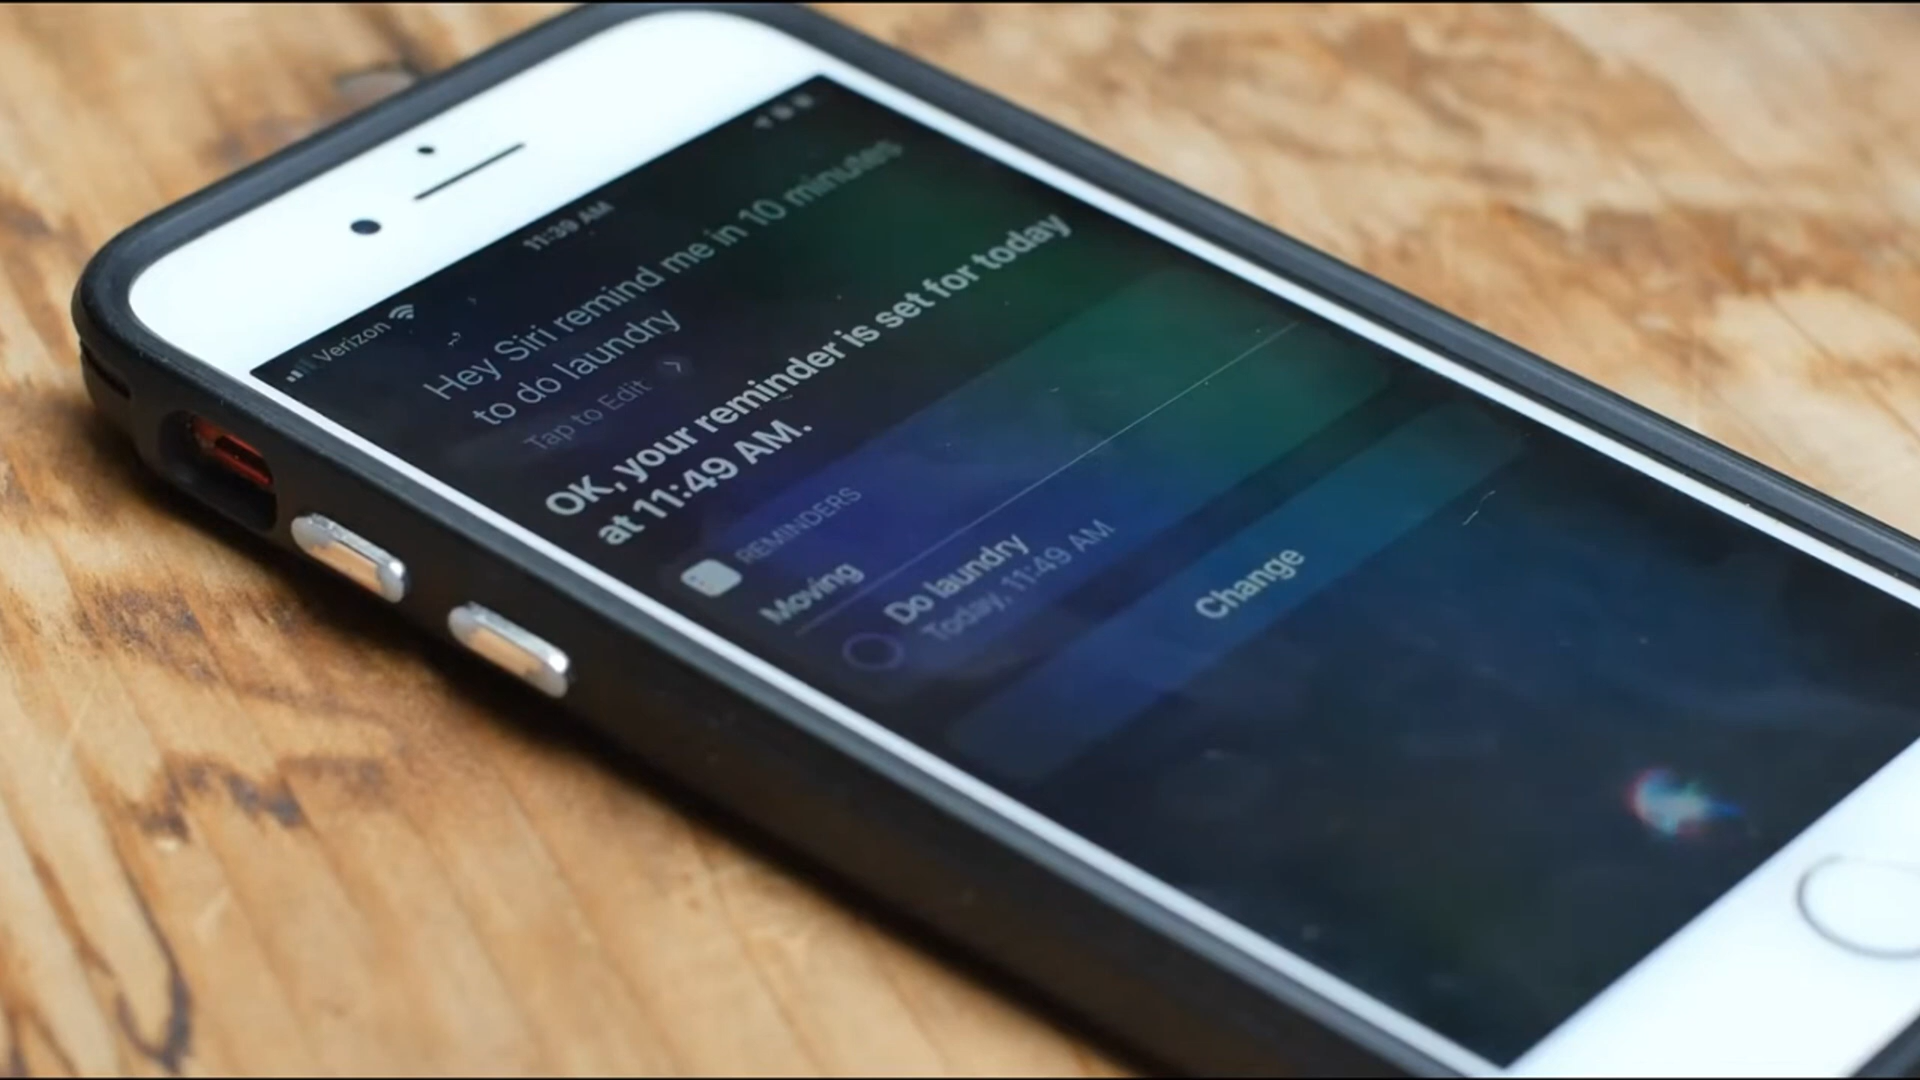 Verizon 11:39 AM
Hey Siri remind me in 10 minutes
to do laundry
Tap to Edit >
OK, your reminder is set for today
at 11:49 AM.
REMINDERS
Moving
Do laundry
Today, 11:49 AM
Change